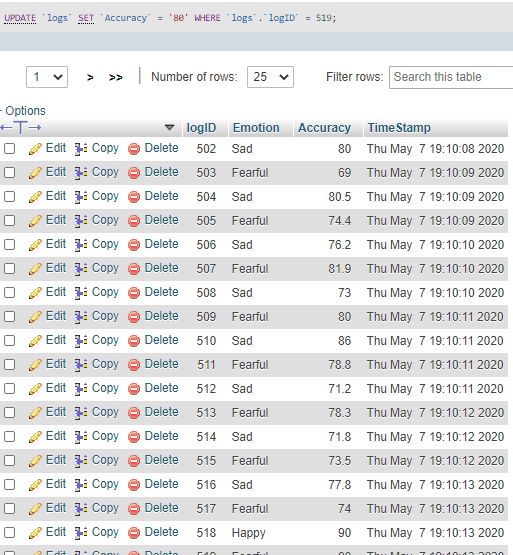 UPDATE `logs` SET `Accuracy` = '80' WHERE `logs`.`logID` = 519;
1 > >> Number of rows: 25 Filter rows: Search this table
+ Options
←T→ logID Emotion Accuracy TimeStamp
Edit Copy Delete 502 Sad 80 Thu May 7 19:10:08 2020
Edit Copy Delete 503 Fearful 69 Thu May 7 19:10:09 2020
Edit Copy Delete 504 Sad 80.5 Thu May 7 19:10:09 2020
Edit Copy Delete 505 Fearful 74.4 Thu May 7 19:10:09 2020
Edit Copy Delete 506 Sad 76.2 Thu May 7 19:10:10 2020
Edit Copy Delete 507 Fearful 81.9 Thu May 7 19:10:10 2020
Edit Copy Delete 508 Sad 73 Thu May 7 19:10:10 2020
Edit Copy Delete 509 Fearful 80 Thu May 7 19:10:11 2020
Edit Copy Delete 510 Sad 86 Thu May 7 19:10:11 2020
Edit Copy Delete 511 Fearful 78.8 Thu May 7 19:10:11 2020
Edit Copy Delete 512 Sad 71.2 Thu May 7 19:10:11 2020
Edit Copy Delete 513 Fearful 78.3 Thu May 7 19:10:12 2020
Edit Copy Delete 514 Sad 71.8 Thu May 7 19:10:12 2020
Edit Copy Delete 515 Fearful 73.5 Thu May 7 19:10:12 2020
Edit Copy Delete 516 Sad 77.8 Thu May 7 19:10:13 2020
Edit Copy Delete 517 Fearful 74 Thu May 7 19:10:13 2020
Edit Copy Delete 518 Happy 90 Thu May 7 19:10:13 2020